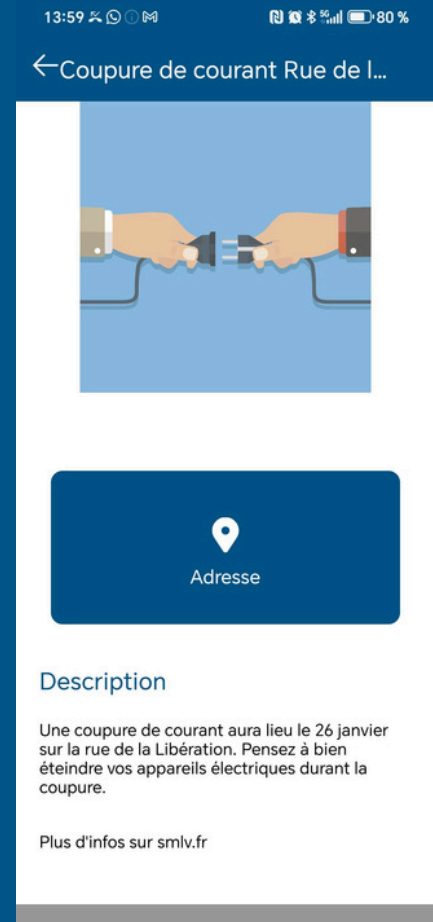 13:59
80 %
Coupure de courant Rue de l...
Adresse
Description
Une coupure de courant aura lieu le 26 janvier
sur la rue de la Libération. Pensez à bien
éteindre vos appareils électriques durant la
coupure.
Plus d'infos sur smlv.fr